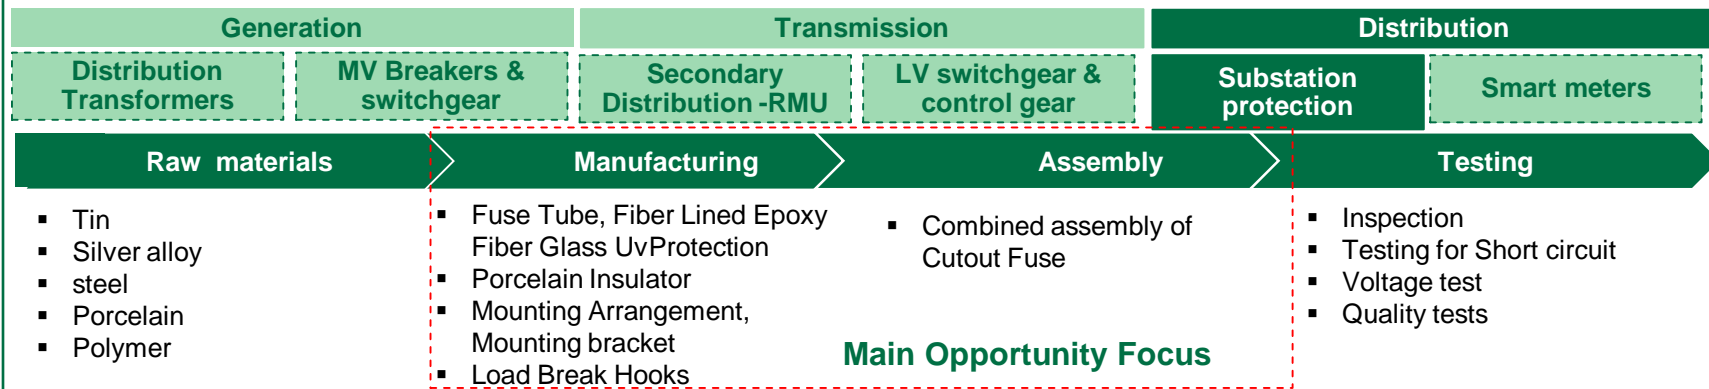 Generation
Transmission
Distribution
Distribution
Transformers
MV Breakers &
switchgear
Secondary
Distribution -RMU
LV switchgear &
control gear
Substation
protection
Smart meters
Raw materials
Manufacturing
Assembly
Testing
▪ Tin
▪ Silver alloy
▪ steel
▪ Porcelain
▪ Polymer
▪ Fuse Tube, Fiber Lined Epoxy
Fiber Glass UvProtection
▪ Porcelain Insulator
▪ Mounting Arrangement,
Mounting bracket
▪ Load Break Hooks
▪ Combined assembly of
Cutout Fuse
Main Opportunity Focus
▪ Inspection
▪ Testing for Short circuit
▪ Voltage test
▪ Quality tests